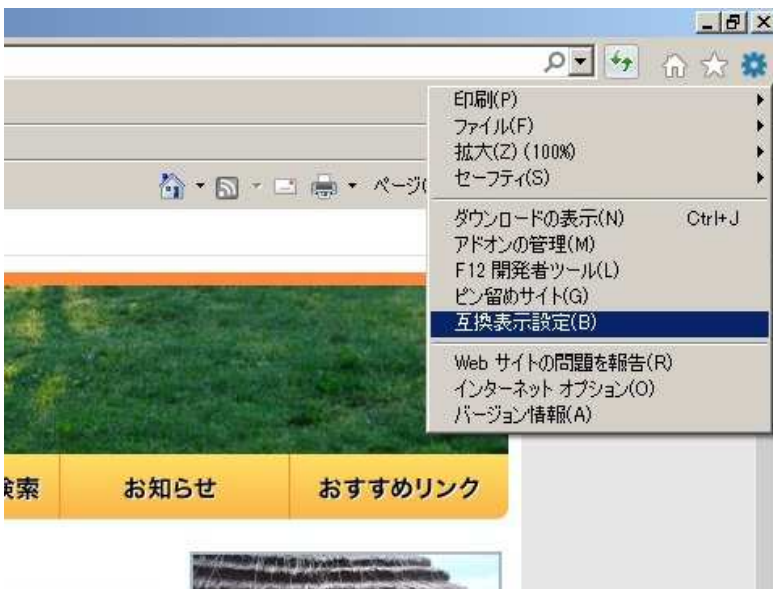 印刷(P)
ファイル(F)
拡大(Z) (100%)
セーフティ(S)
ページ(
ダウンロードの表示(N) Ctrl+J
アドオンの管理(M)
F12 開発者ツール(L)
ピン留めサイト(G)
互換表示設定(B)
Web サイトの問題を報告(R)
インターネット オプション(O)
バージョン情報(A)
検索 お知らせ おすすめリンク